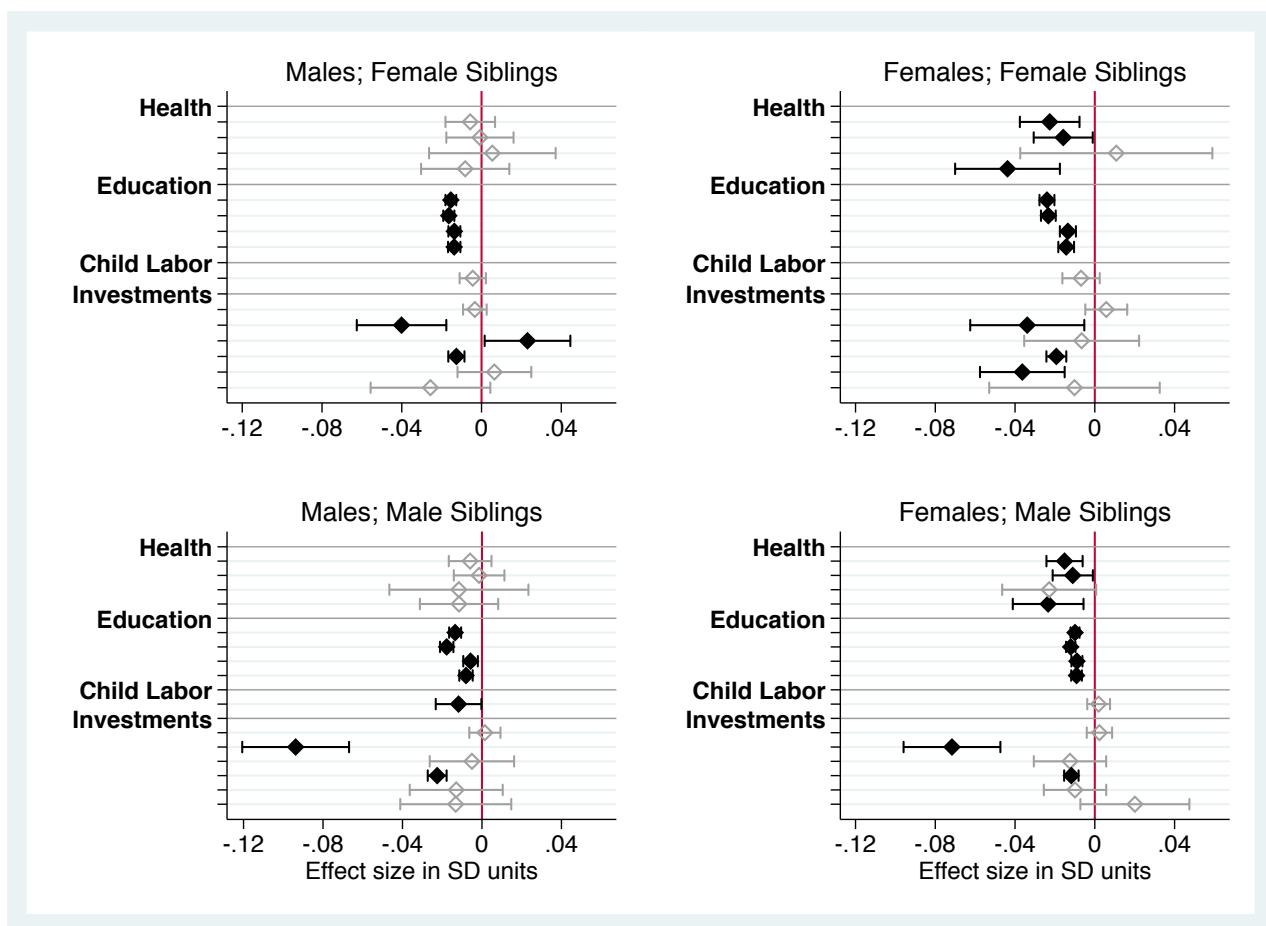 Males; Female Siblings
Health
Education
Child Labor
Investments
-.12 -.08 -.04 0 .04
Females; Female Siblings
Health
Education
Child Labor
Investments
-.12 -.08 -.04 0 .04
Males; Male Siblings
Health
Education
Child Labor
Investments
-.12 -.08 -.04 0 .04
Effect size in SD units
Females; Male Siblings
Health
Education
Child Labor
Investments
-.12 -.08 -.04 0 .04
Effect size in SD units